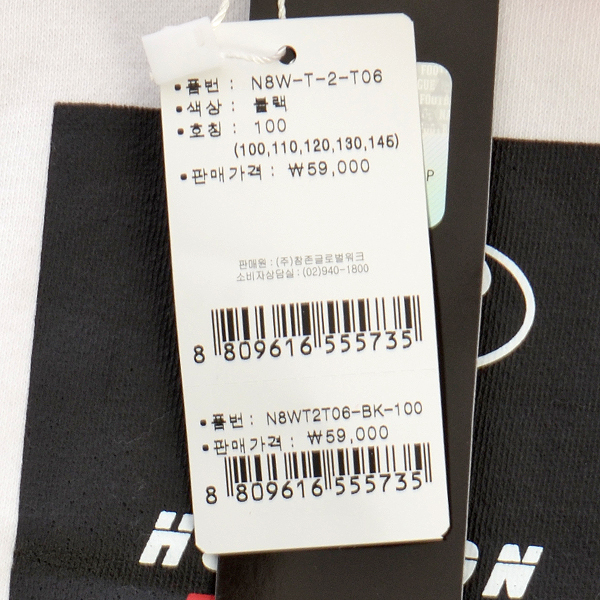 •품번 : N8W-T-2-T06
•색상 : 블랙
•호칭 : 100
(100,110,120,130,145)
•판매가격 : ₩59,000
판매원 : (주)참존글로벌워크
소비자상담실 : (02)940-1800
8 809616 555735
•품번 : N8WT2T06-BK-100
•판매가격 : ₩59,000
8 809616 555735
P